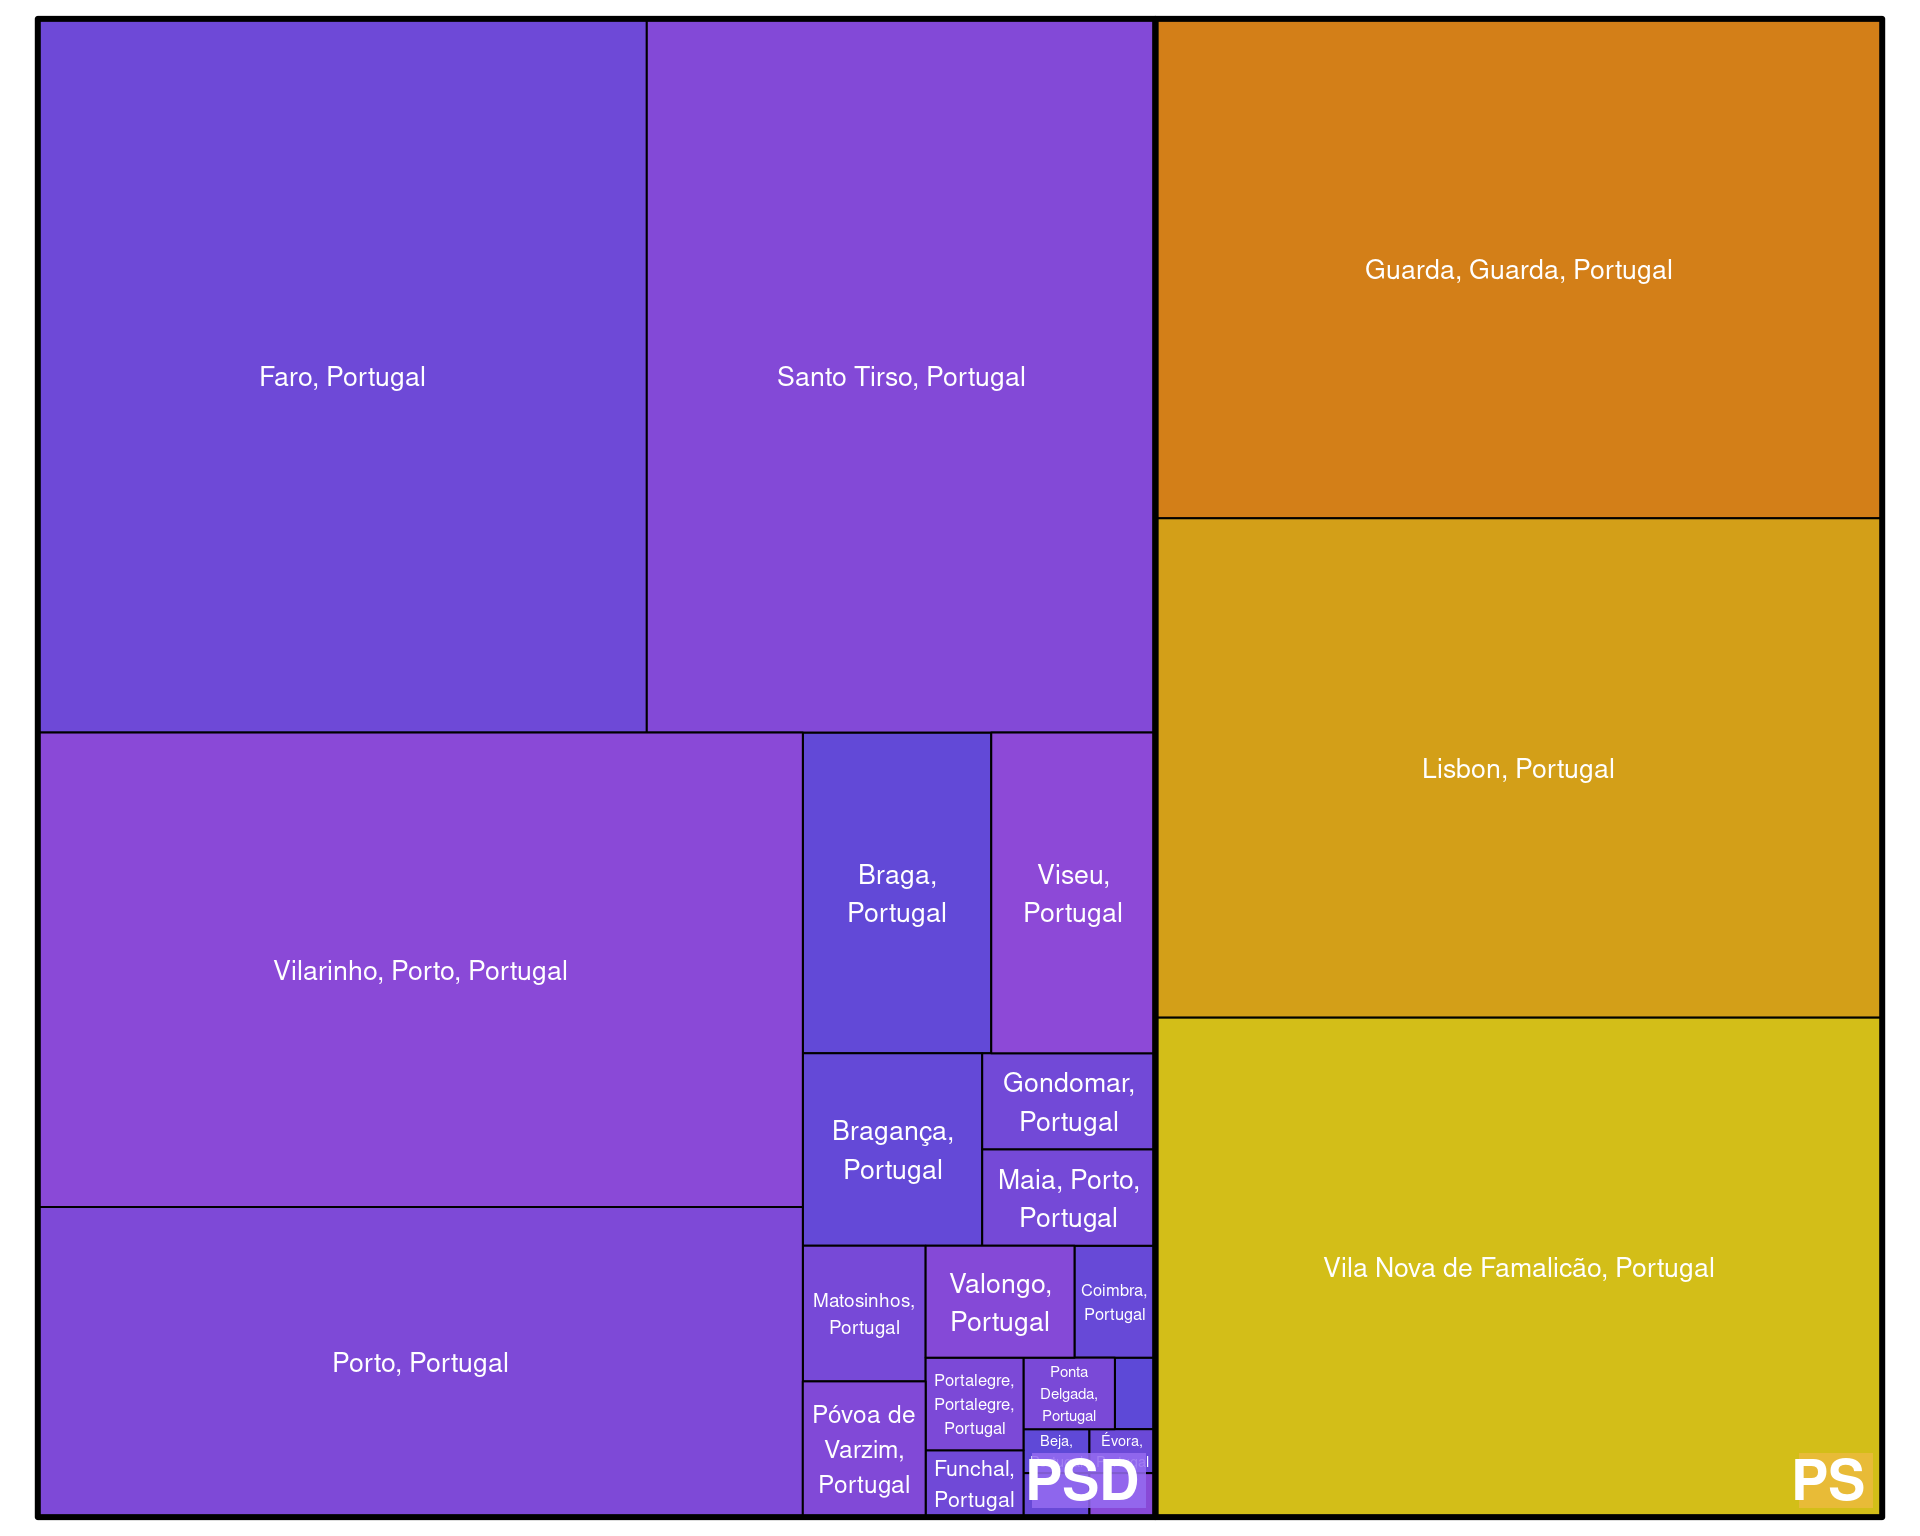 Faro, Portugal
Santo Tirso, Portugal
Guarda, Guarda, Portugal
Lisbon, Portugal
Vila Nova de Famalicão, Portugal
Vilarinho, Porto, Portugal
Porto, Portugal
Braga,
Portugal
Viseu,
Portugal
Bragança,
Portugal
Gondomar,
Portugal
Maia, Porto,
Portugal
Matosinhos,
Portugal
Valongo,
Portugal
Coimbra,
Portugal
Póvoa de
Varzim,
Portugal
Portalegre,
Portalegre,
Portugal
Funchal,
Portugal
Ponta
Delgada,
Portugal
Beja,
Évora,
PSD
PS